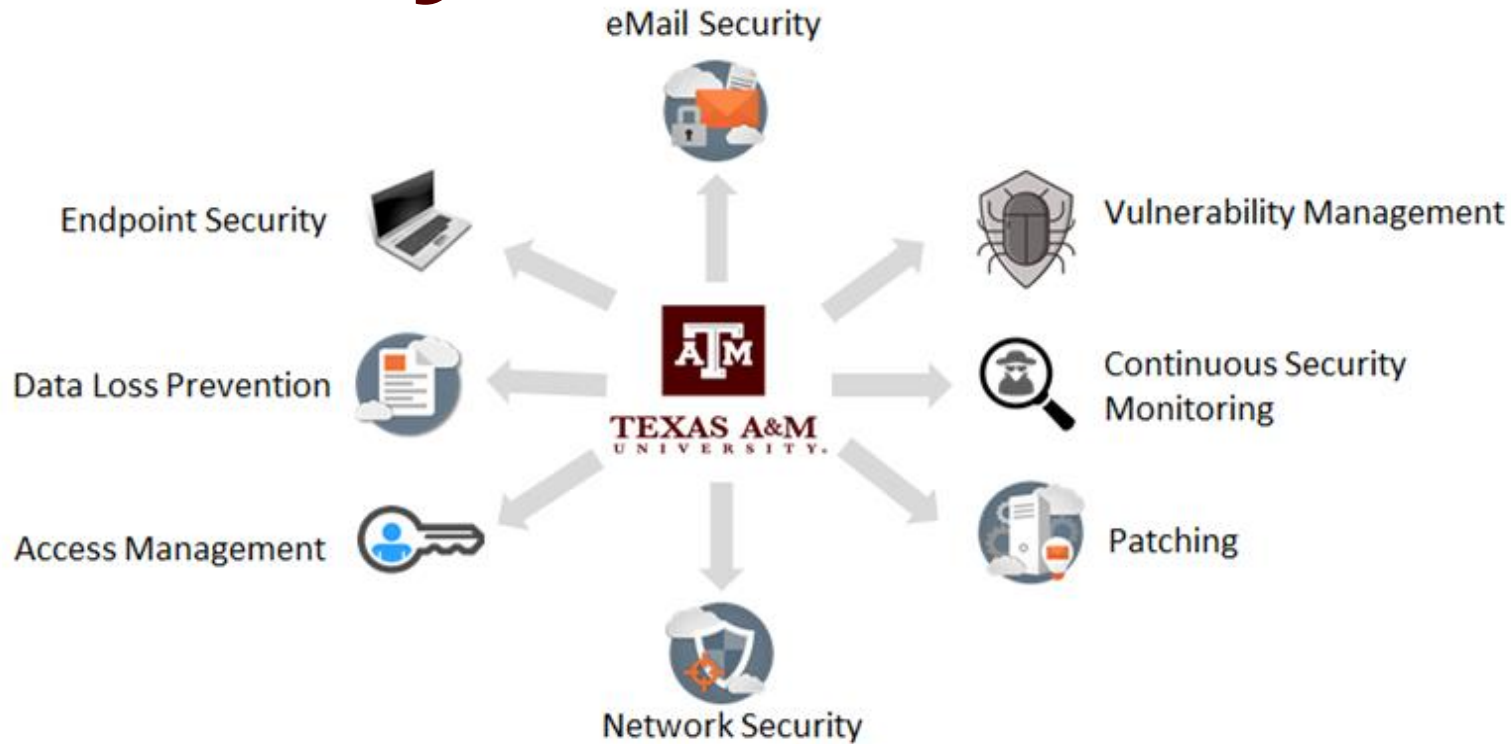 eMail Security
Endpoint Security
Vulnerability Management
ATM
TEXAS A&M
UNIVERSITY.
Data Loss Prevention
Continuous Security
Monitoring
Access Management
Patching
Network Security